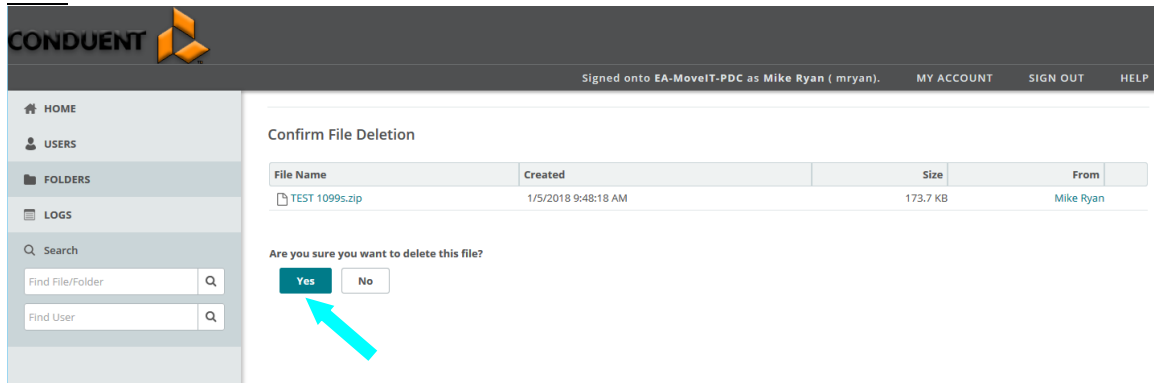 CONDUENT
Signed onto EA-MoveIT-PDC as Mike Ryan ( mryan). MY ACCOUNT SIGN OUT HELP
HOME
USERS
FOLDERS
LOGS
Search
Find File/Folder
Find User
Confirm File Deletion
File Name Created Size From
TEST 1099s.zip 1/5/2018 9:48:18 AM 173.7 KB Mike Ryan
Are you sure you want to delete this file?
Yes No